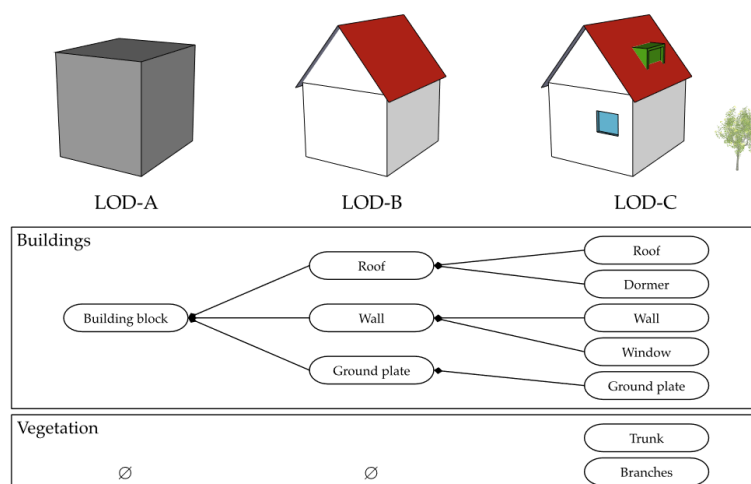 LOD-A LOD-B LOD-C
Buildings
Roof
Roof
Dormer
Building block
Wall
Wall
Window
Ground plate
Ground plate
Vegetation
Trunk
∅ ∅ Branches